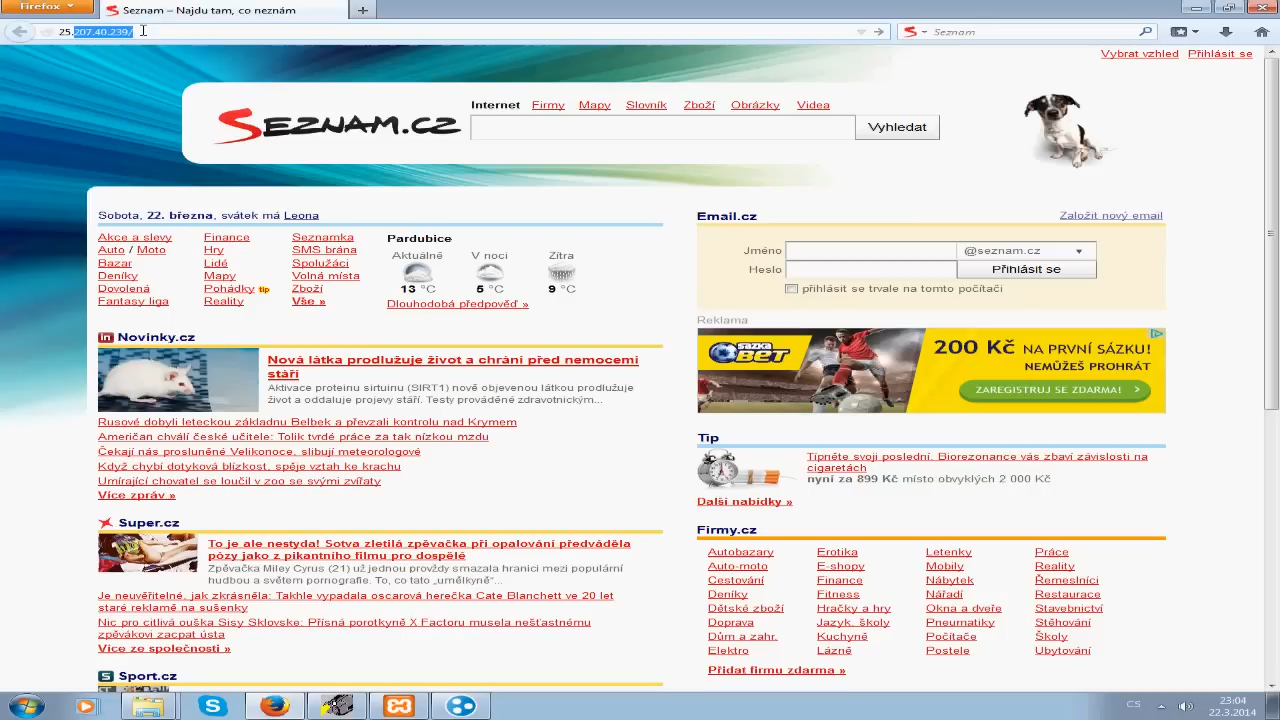 Firefox
Seznam – Najdu tam, co neznám
25.207.40.239/
Seznam
Vybrat vzhled Přihlásit se
Internet Firmy Mapy Slovník Zboží Obrázky Videa
SEZNAM.CZ
Vyhledat
Sobota, 22. března, svátek má Leona
Akce a slevy Finance Seznamka
Auto / Moto Hry SMS brána
Bazar Lidé Spolužáci
Deníky Mapy Volná místa
Dovolená Pohádky tip Zboží
Fantasy liga Reality Vše »
Pardubice
Aktuálně V noci Zítra
13 °C 5 °C 9 °C
Dlouhodobá předpověď »
Email.cz Založit nový email
Jméno @seznam.cz
Heslo Přihlásit se
přihlásit se trvale na tomto počítači
Reklama
SAZKA BET
200 Kč NA PRVNÍ SÁZKU!
NEMŮŽEŠ PROHRÁT
ZAREGISTRUJ SE ZDARMA! >
Novinky.cz
Nová látka prodlužuje život a chrání před nemocemi
stáří
Aktivace proteinu sirtuinu (SIRT1) nově objevenou látkou prodlužuje
život a oddaluje projevy stáří. Testy prováděné zdravotnickým...
Rusové dobyli leteckou základnu Belbek a převzali kontrolu nad Krymem
Američan chválí české učitele: Tolik tvrdé práce za tak nízkou mzdu
Čekají nás prosluněné Velikonoce, slibují meteorologové
Když chybí dotyková blízkost, spěje vztah ke krachu
Umírající chovatel se loučil v zoo se svými zvířaty
Více zpráv »
Tip
Típněte svoji poslední. Biorezonance vás zbaví závislosti na
cigaretách
nyní za 899 Kč místo obvyklých 2 000 Kč
Další nabídky »
Super.cz
To je ale nestyda! Sotva zletilá zpěvačka při opalování předváděla
pózy jako z pikantního filmu pro dospělé
Zpěvačka Miley Cyrus (21) už jednou provždy smazala hranici mezi populární
hudbou a světem pornografie. To, co tato „umělkyně“...
Je neuvěřitelné, jak zkrásněla: Takhle vypadala oscarová herečka Cate Blanchett ve 20 let
staré reklamě na sušenky
Nic pro citlivá ouška Sisy Sklovske: Přísná porotkyně X Factoru musela nešťastnému
zpěvákovi zacpat ústa
Více ze společnosti »
Firmy.cz
Autobazary Erotika Letenky Práce
Auto-moto E-shopy Mobily Reality
Cestování Finance Nábytek Řemeslníci
Deníky Fitness Nářadí Restaurace
Dětské zboží Hračky a hry Okna a dveře Stavebnictví
Doprava Jazyk. školy Pneumatiky Stěhování
Dům a zahr. Kuchyně Počítače Školy
Elektro Lázně Postele Ubytování
Přidat firmu zdarma »
Sport.cz
CS
23:04
22.3.2014